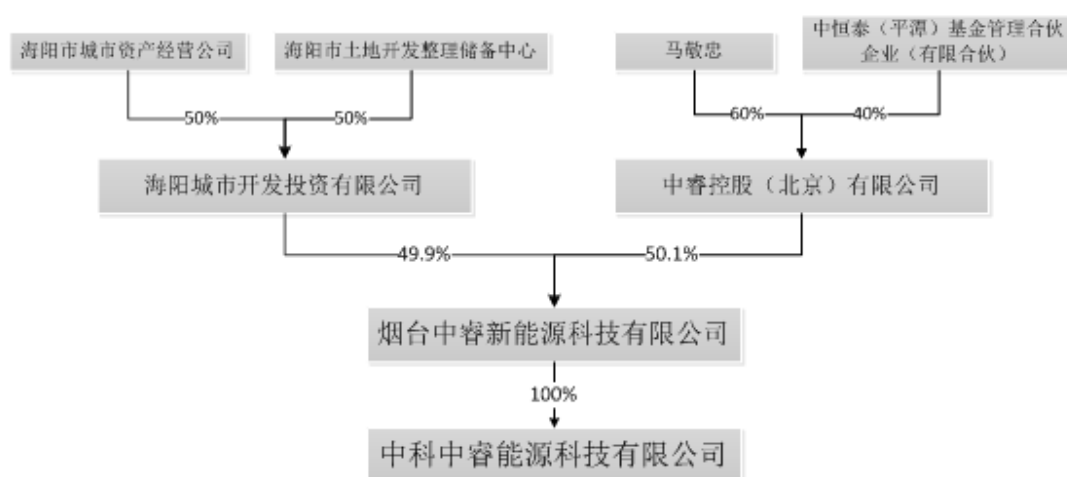 海阳市城市资产经营公司
海阳市土地开发整理储备中心
马敬忠
中恒泰（平潭）基金管理合伙
企业（有限合伙）
50%
50%
60%
40%
海阳城市开发投资有限公司
中睿控股（北京）有限公司
49.9%
50.1%
烟台中睿新能源科技有限公司
100%
中科中睿能源科技有限公司